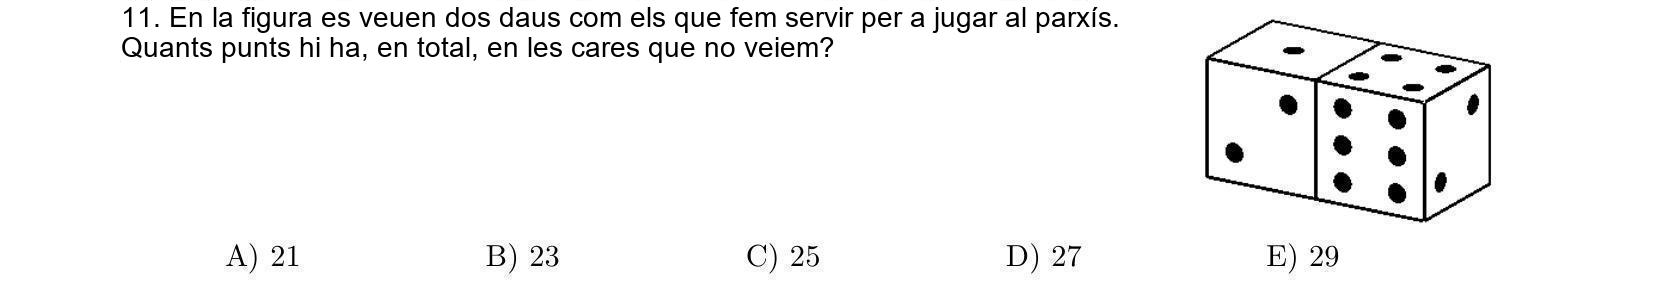 11. En la figura es veuen dos daus com els que fem servir per a jugar al parxís.
Quants punts hi ha, en total, en les cares que no veiem?
A) 21 B) 23 C) 25 D) 27 E) 29